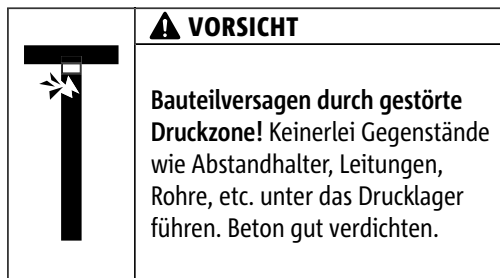 VORSICHT
Bauteilversagen durch gestörte
Druckzone! Keinerlei Gegenstände
wie Abstandhalter, Leitungen,
Rohre, etc. unter das Drucklager
führen. Beton gut verdichten.